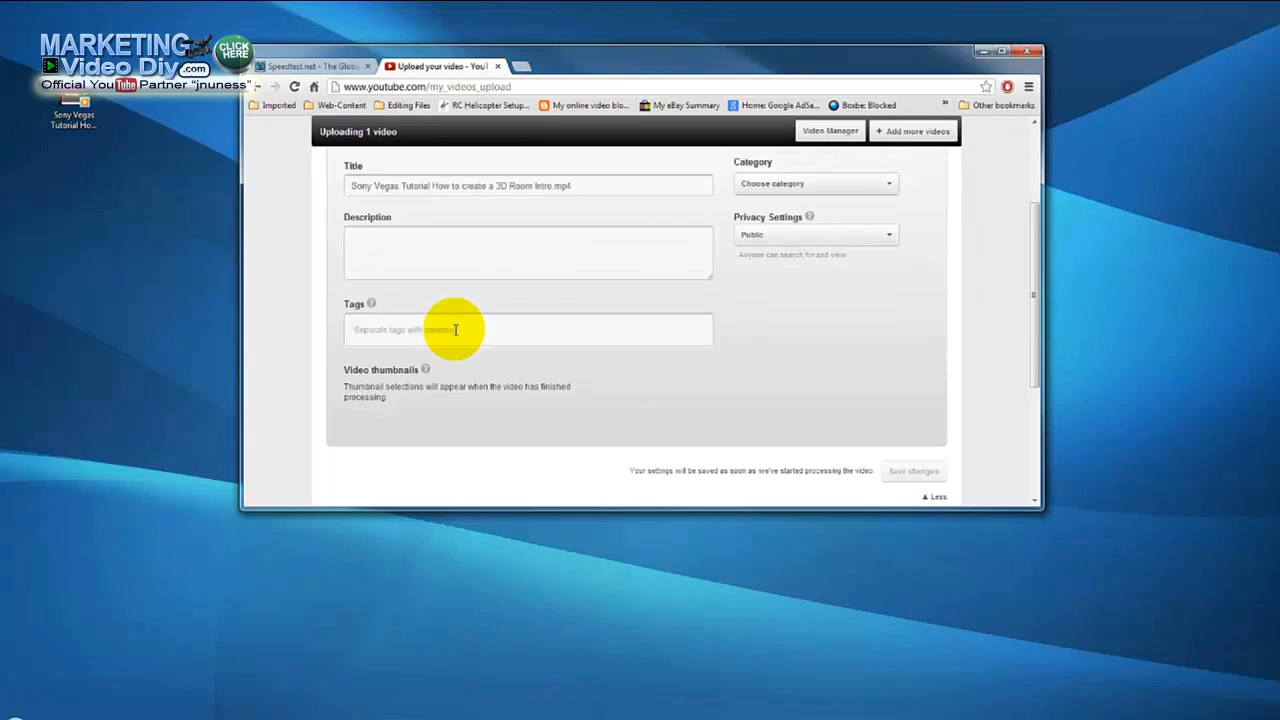 MARKETING
Video Diy.com
CLICK HERE
Official YouTube Partner "jnuness"
Sony Vegas
Tutorial Ho...
Speedtest.net - The Globa
Upload your video - YouT
www.youtube.com/my_videos_upload
Imported
Web-Content
Editing Files
RC Helicopter Setup...
My online video blo...
My eBay Summary
Home: Google AdSe...
Boxbe: Blocked
»
Other bookmarks
Uploading 1 video
Video Manager
+ Add more videos
Title
Sony Vegas Tutorial How to create a 3D Room Intro.mp4
Description
Tags
Separate tags with
Video thumbnails
Thumbnail selections will appear when the video has finished
processing.
Category
Choose category
Privacy Settings
Public
Anyone can search for and view
Your settings will be saved as soon as we've started processing the video.
Save changes
Less